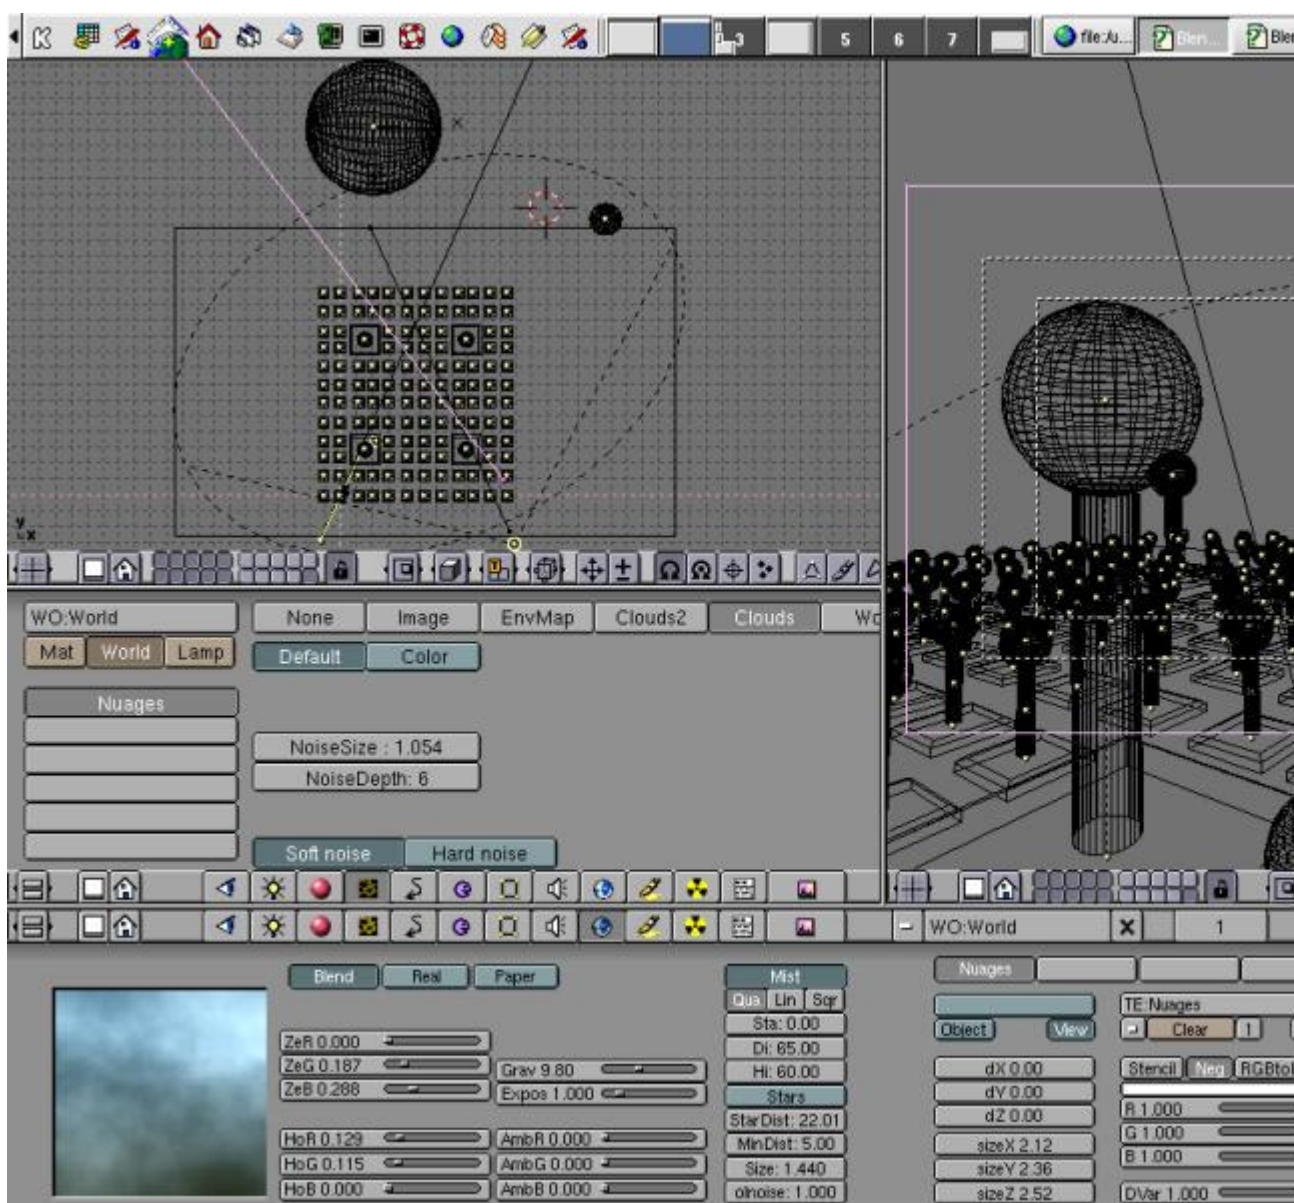 3
5
6
7
file:/u...
Blen...
Bler
y
x
WO:World
None
Image
EnvMap
Clouds2
Clouds
Wo
Mat
World
Lamp
Default
Color
Nuages
NoiseSize : 1.054
NoiseDepth: 6
Soft noise
Hard noise
WO:World
1
Blend
Real
Paper
Mist
Nuages
Qua
Lin
Sqr
TE:Nuages
Sta: 0.00
Object
View
Clear
1
ZeR 0.000
Di: 65.00
ZeG 0.187
Grav 9.80
Hi: 60.00
dX 0.00
Stencil
Neg
RGBtoI
ZeB 0.288
Expos 1.000
Stars
dY 0.00
StarDist: 22.01
dZ 0.00
R 1.000
HoR 0.129
AmbR 0.000
MinDist: 5.00
sizeX 2.12
G 1.000
HoG 0.115
AmbG 0.000
Size: 1.440
sizeY 2.36
B 1.000
HoB 0.000
AmbB 0.000
olnoise: 1.000
sizeZ 2.52
DVar 1.000